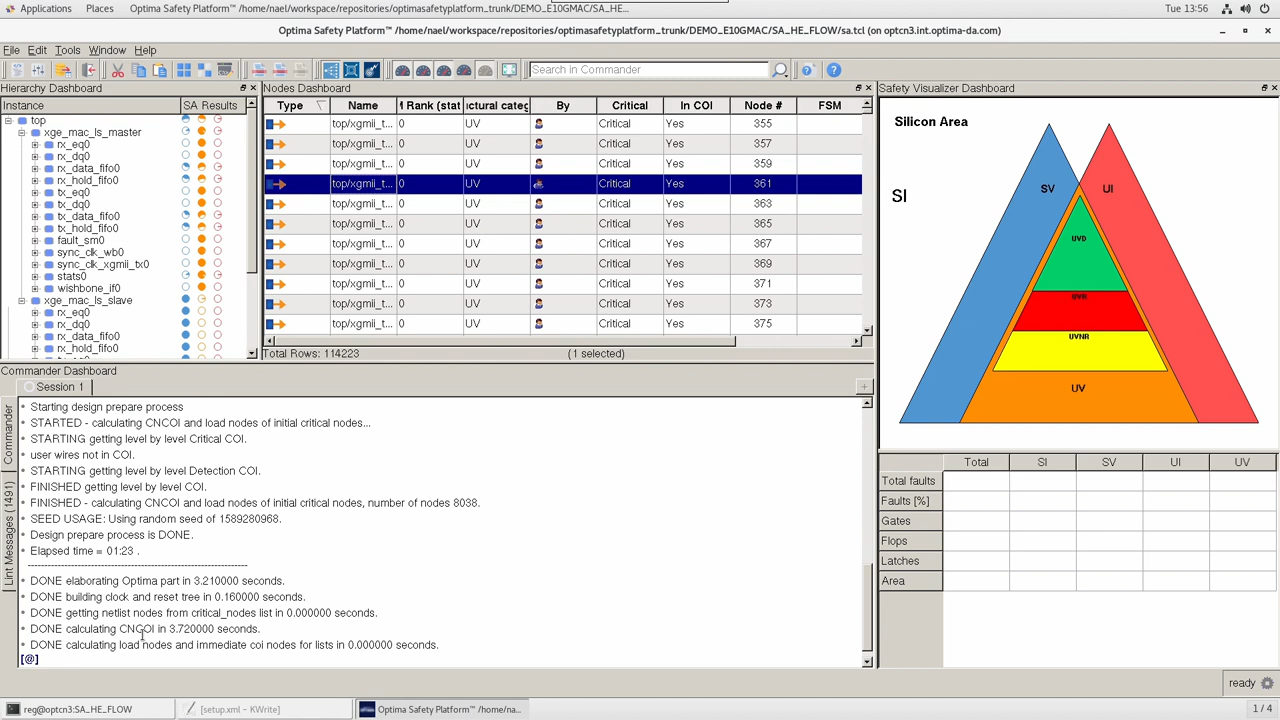 Applications Places Optima Safety Platform™ /home/nael/workspace/repositories/optimasafetyplatform_trunk/DEMO_E10GMAC/SA_HE... Tue 13:56
Optima Safety Platform™ /home/nael/workspace/repositories/optimasafetyplatform_trunk/DEMO_E10GMAC/SA_HE_FLOW/sa.tcl (on optcn3.int.optima-da.com)
File Edit Tools Window Help
Search In Commander
Hierarchy Dashboard
Instance SA Results
top
xge_mac_ls_master
rx_eq0
rx_dq0
rx_data_fifo0
rx_hold_fifo0
tx_eq0
tx_dq0
tx_data_fifo0
tx_hold_fifo0
fault_sm0
sync_clk_wb0
sync_clk_xgmii_tx0
stats0
wishbone_if0
xge_mac_ls_slave
rx_eq0
rx_dq0
rx_data_fifo0
rx_hold_fifo0
Nodes Dashboard
Type Name Rank (stat ctural categ By Critical In COI Node # FSM
top/xgmii_t... 0 UV Critical Yes 355
top/xgmii_t... 0 UV Critical Yes 357
top/xgmii_t... 0 UV Critical Yes 359
top/xgmii_t... 0 UV Critical Yes 361
top/xgmii_t... 0 UV Critical Yes 363
top/xgmii_t... 0 UV Critical Yes 365
top/xgmii_t... 0 UV Critical Yes 367
top/xgmii_t... 0 UV Critical Yes 369
top/xgmii_t... 0 UV Critical Yes 371
top/xgmii_t... 0 UV Critical Yes 373
top/xgmii_t... 0 UV Critical Yes 375
Total Rows: 114223 (1 selected)
Safety Visualizer Dashboard
Silicon Area
SI
SV
UI
UVD
UVR
UVNR
UV
Total SI SV UI UV
Total faults
Faults [%]
Gates
Flops
Latches
Area
Commander Dashboard
Session 1
Commander
Lint Messages (1491)
Starting design prepare process
STARTED - calculating CNCOI and load nodes of initial critical nodes...
STARTING getting level by level Critical COI.
user wires not in COI.
STARTING getting level by level Detection COI.
FINISHED getting level by level COI.
FINISHED - calculating CNCOI and load nodes of initial critical nodes, number of nodes 8038.
SEED USAGE: Using random seed of 1589280968.
Design prepare process is DONE.
Elapsed time = 01:23 .
----------------------------------------------------------------
DONE elaborating Optima part in 3.210000 seconds.
DONE building clock and reset tree in 0.160000 seconds.
DONE getting netlist nodes from critical_nodes list in 0.000000 seconds.
DONE calculating CNCOI in 3.720000 seconds.
DONE calculating load nodes and immediate coi nodes for lists in 0.000000 seconds.
[@]
ready
reg@optcn3:SA_HE_FLOW [setup.xml - KWrite] Optima Safety Platform™ /home/na... 1 / 4